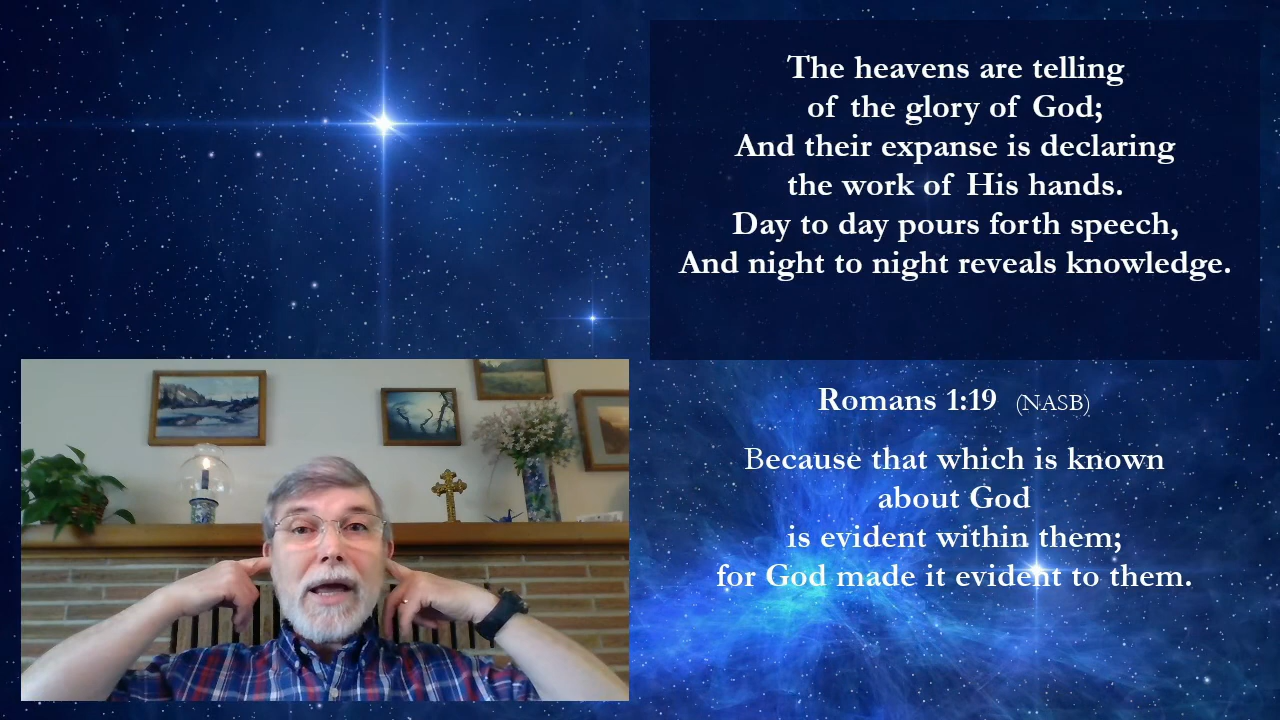 The heavens are telling
of the glory of God;
And their expanse is declaring
the work of His hands.
Day to day pours forth speech,
And night to night reveals knowledge.
Romans 1:19 (NASB)
Because that which is known
about God
is evident within them;
for God made it evident to them.